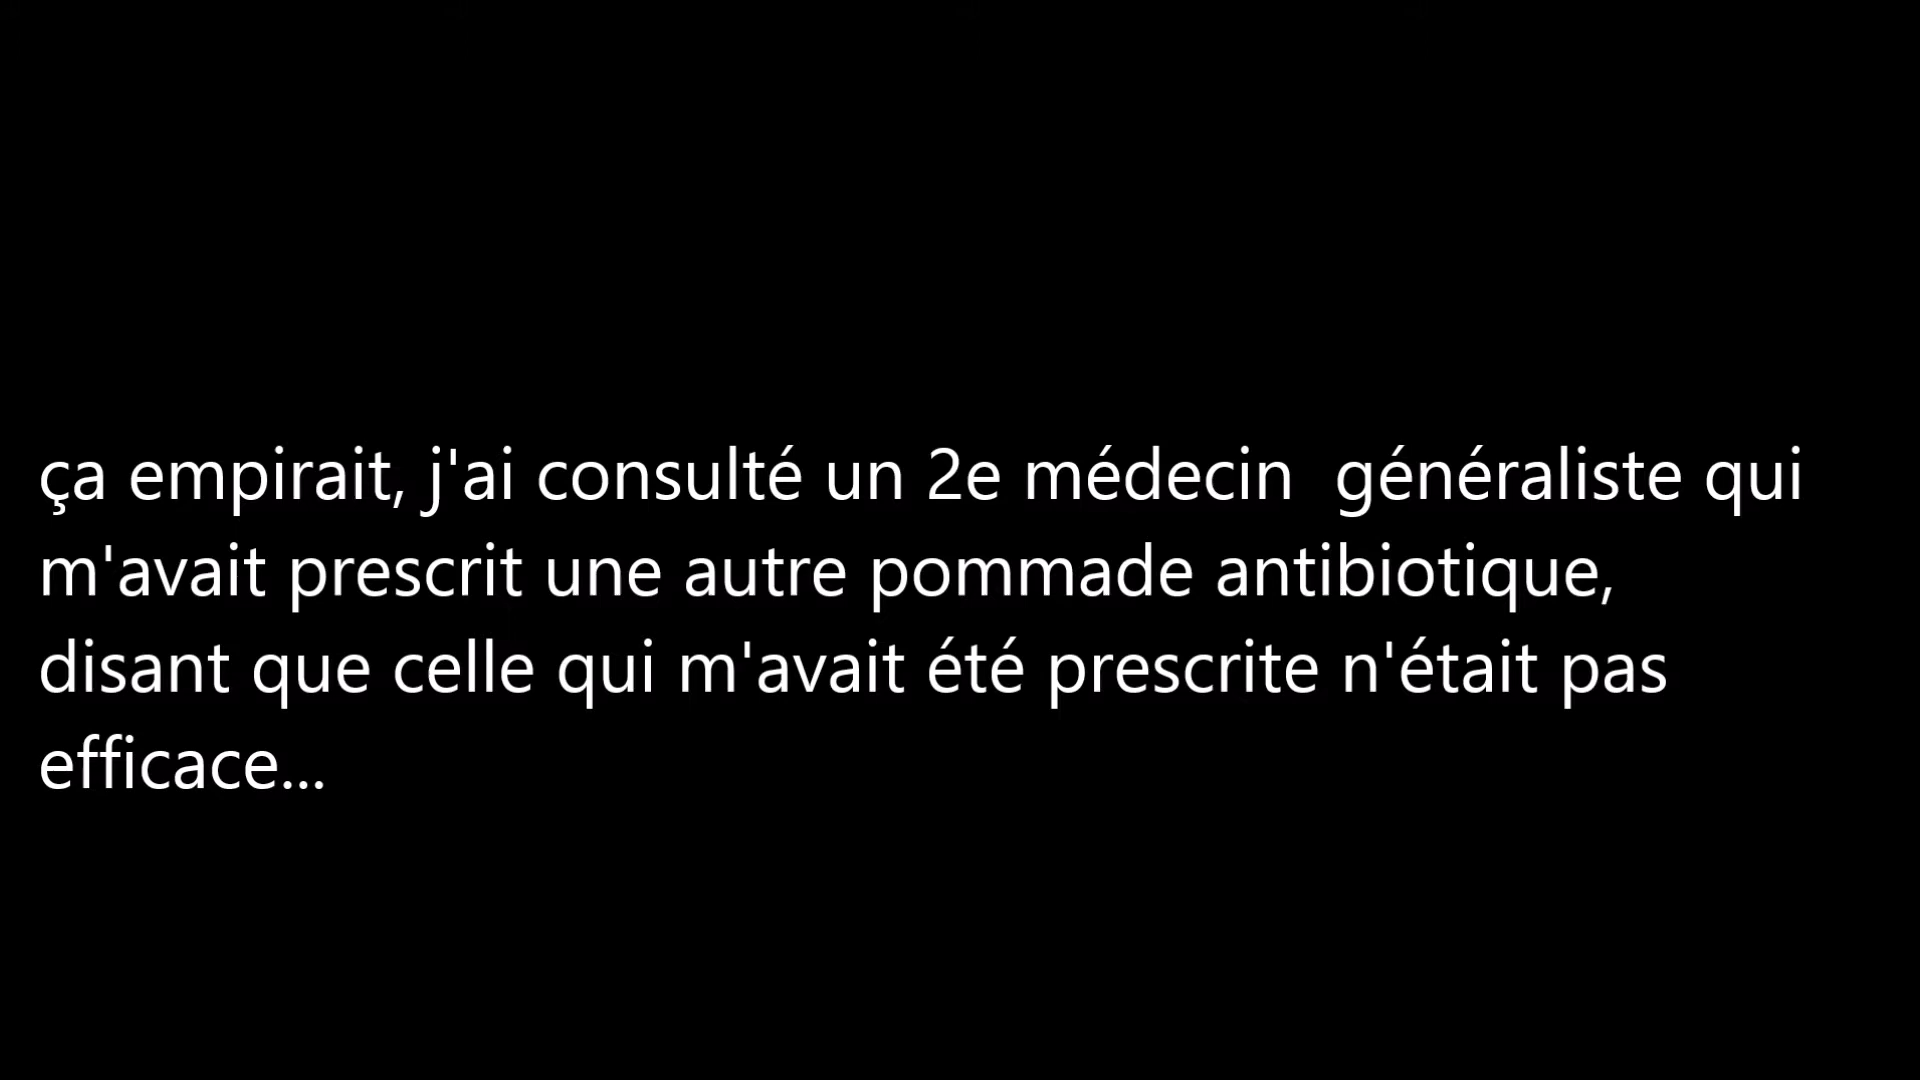 ça empirait, j'ai consulté un 2e médecin  généraliste qui
m'avait prescrit une autre pommade antibiotique,
disant que celle qui m'avait été prescrite n'était pas
efficace...